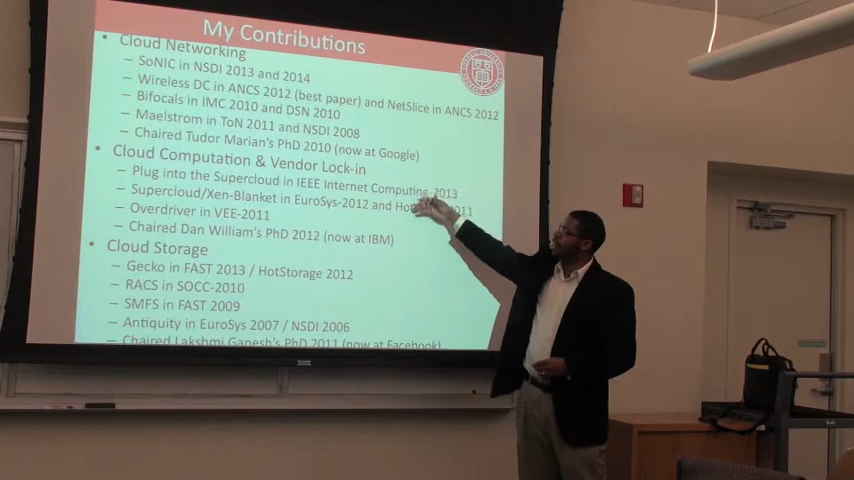 My Contributions
• Cloud Networking
– SoNIC in NSDI 2013 and 2014
– Wireless DC in ANCS 2012 (best paper) and NetSlice in ANCS 2012
– Bifocals in IMC 2010 and DSN 2010
– Maelstrom in ToN 2011 and NSDI 2008
– Chaired Tudor Marian's PhD 2010 (now at Google)
• Cloud Computation & Vendor Lock-in
– Plug into the Supercloud in IEEE Internet Computing-2013
– Supercloud/Xen-Blanket in EuroSys-2012 and Hot 2011
– Overdriver in VEE-2011
– Chaired Dan William's PhD 2012 (now at IBM)
• Cloud Storage
– Gecko in FAST 2013 / HotStorage 2012
– RACS in SOCC-2010
– SMFS in FAST 2009
– Antiquity in EuroSys 2007 / NSDI 2006
– Chaired Lakshmi Ganesh's PhD 2011 (now at Facebook)